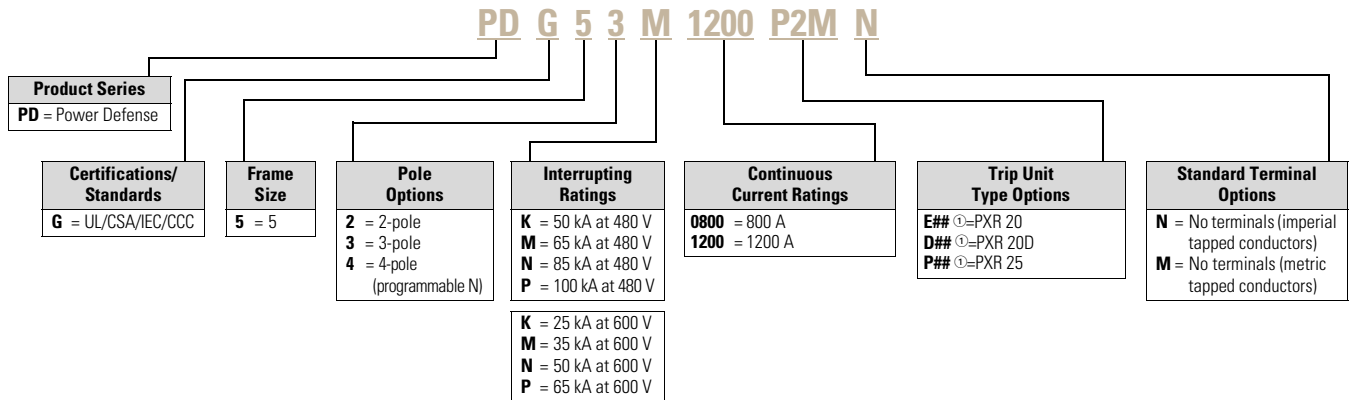 PD G 5 3 M 1200 P2M N
Product Series
PD = Power Defense
Certifications/
Standards
G = UL/CSA/IEC/CCC
Frame
Size
5 = 5
Pole
Options
2 = 2-pole
3 = 3-pole
4 = 4-pole
(programmable N)
Interrupting
Ratings
K = 50 kA at 480 V
M = 65 kA at 480 V
N = 85 kA at 480 V
P = 100 kA at 480 V
K = 25 kA at 600 V
M = 35 kA at 600 V
N = 50 kA at 600 V
P = 65 kA at 600 V
Continuous
Current Ratings
0800 = 800 A
1200 = 1200 A
Trip Unit
Type Options
E## ①=PXR 20
D## ①=PXR 20D
P## ①=PXR 25
Standard Terminal
Options
N = No terminals (imperial
tapped conductors)
M = No terminals (metric
tapped conductors)